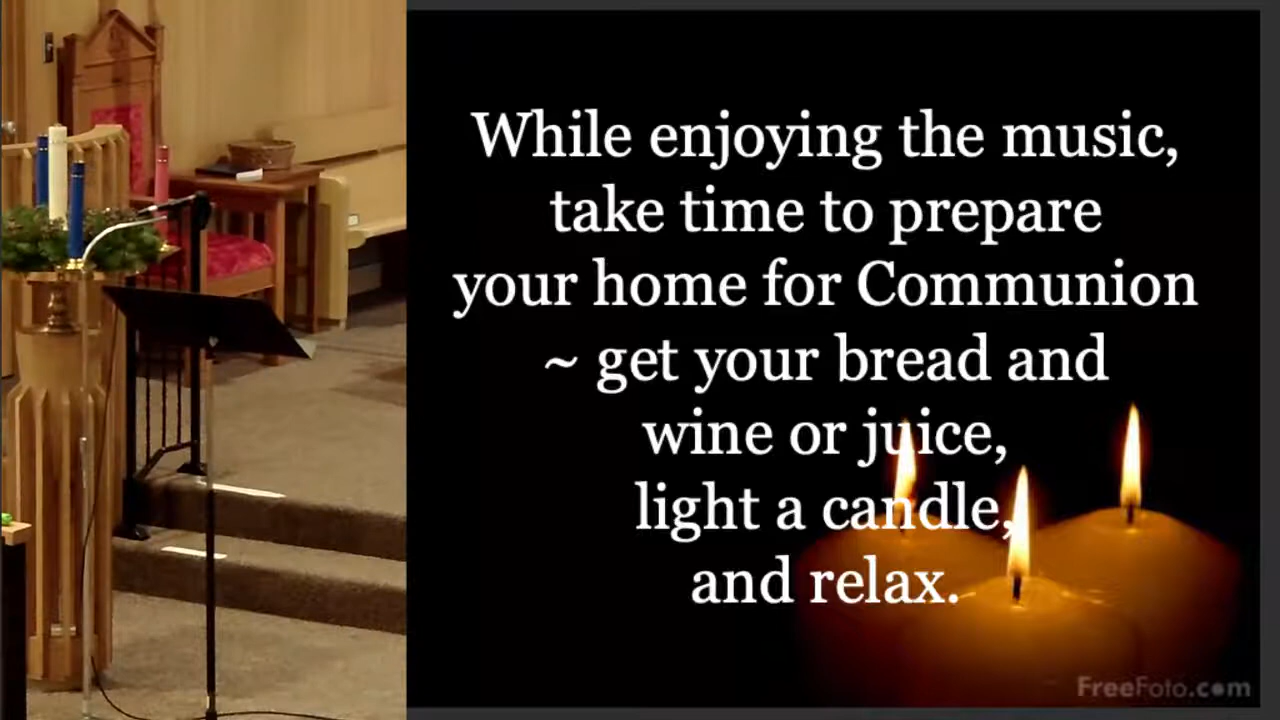 While enjoying the music,
take time to prepare
your home for Communion
~ get your bread and
wine or juice,
light a candle,
and relax.
FreeFoto.com